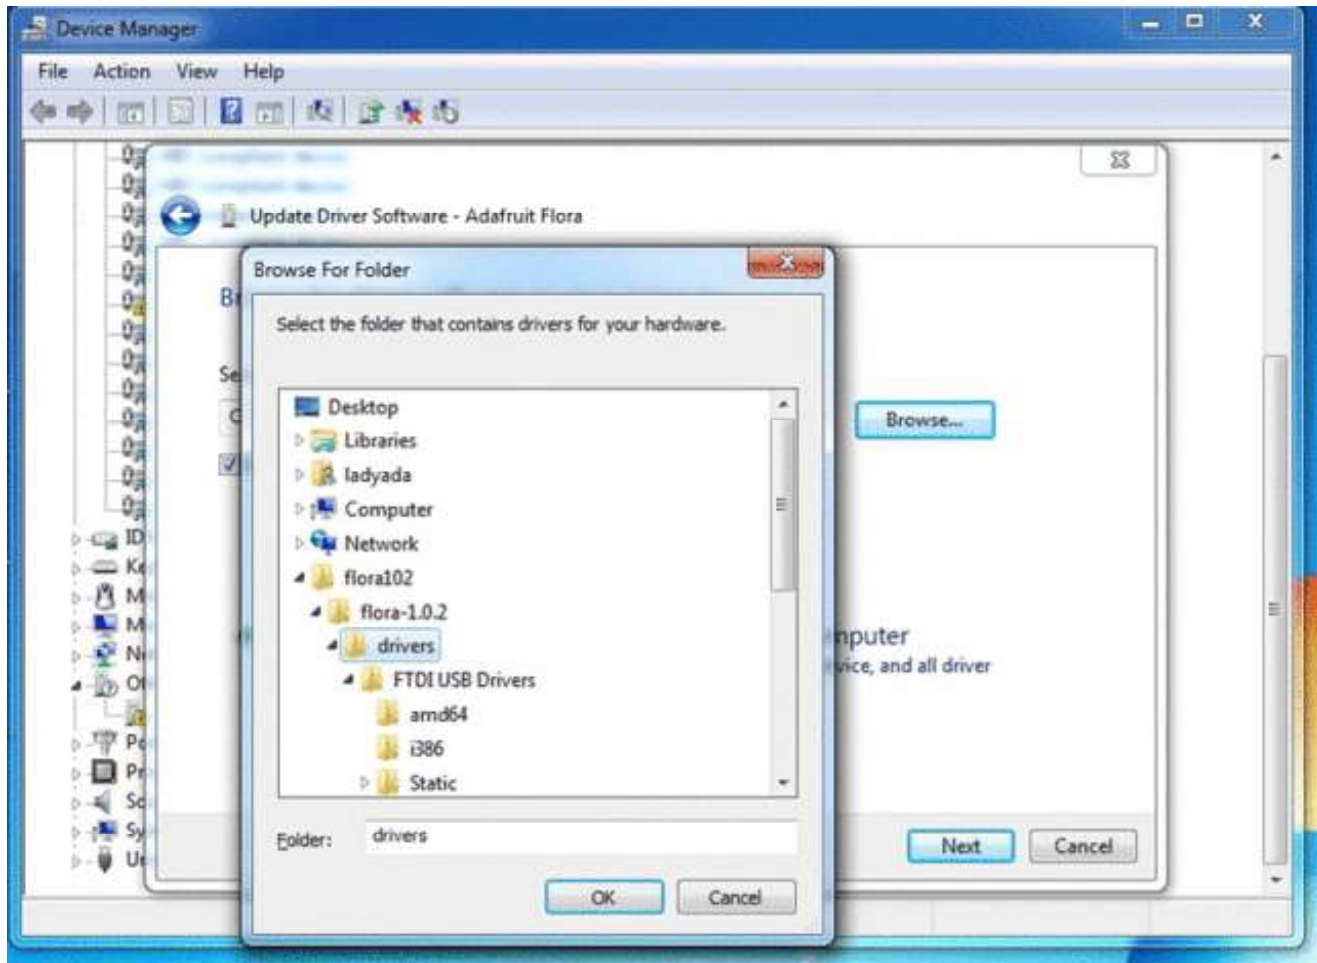 Device Manager
File Action View Help
Update Driver Software - Adafruit Flora
Browse For Folder
Select the folder that contains drivers for your hardware.
Desktop
Libraries
ladyada
Computer
Network
flora102
flora-1.0.2
drivers
FTDI USB Drivers
amd64
i386
Static
Folder: drivers
OK Cancel
Browse...
vice, and all driver
Next Cancel